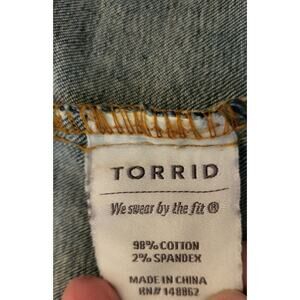 TORRID
We swear by the fit ®
98% COTTON
2% SPANDEX
MADE IN CHINA
RN# 148862